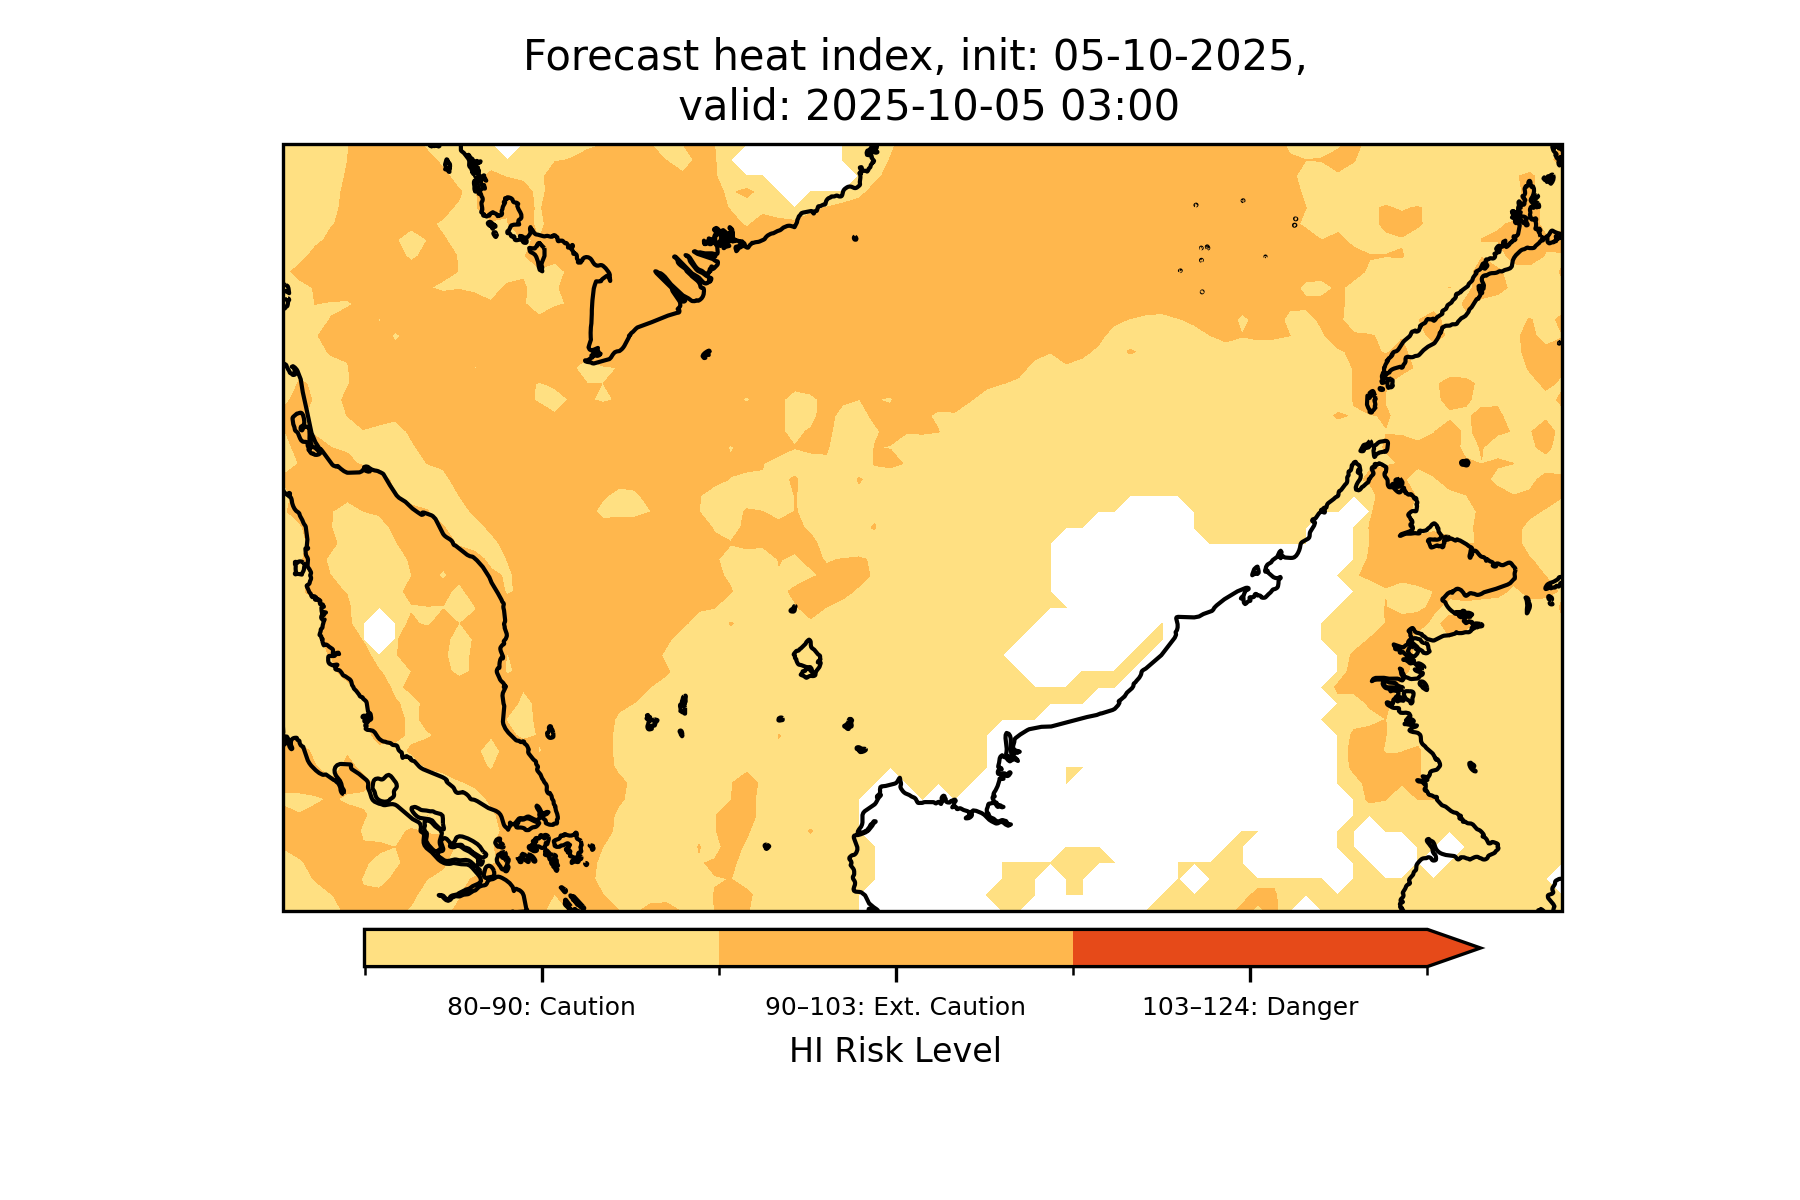 Forecast heat index, init: 05-10-2025,
valid: 2025-10-05 03:00
80–90: Caution
90–103: Ext. Caution
103–124: Danger
HI Risk Level